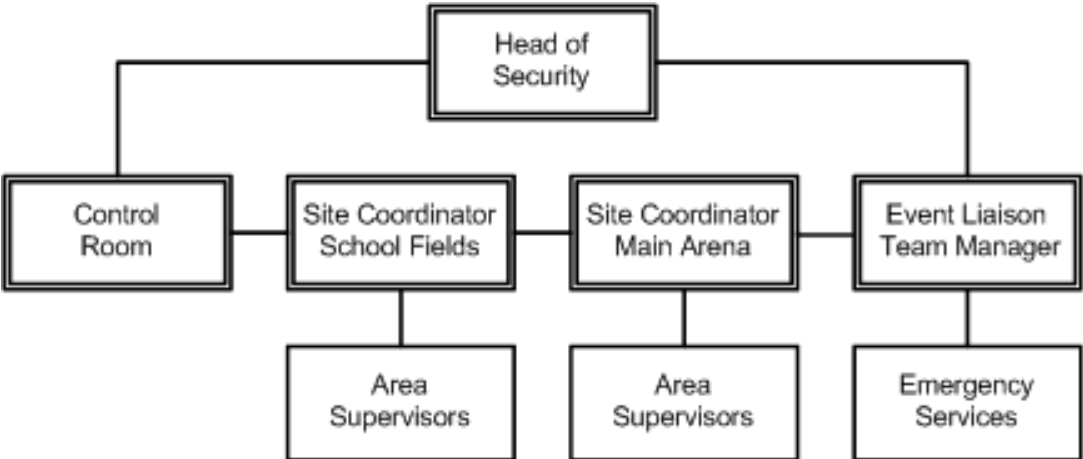 Head of
Security
Control
Room
Site Coordinator
School Fields
Site Coordinator
Main Arena
Event Liaison
Team Manager
Area
Supervisors
Area
Supervisors
Emergency
Services